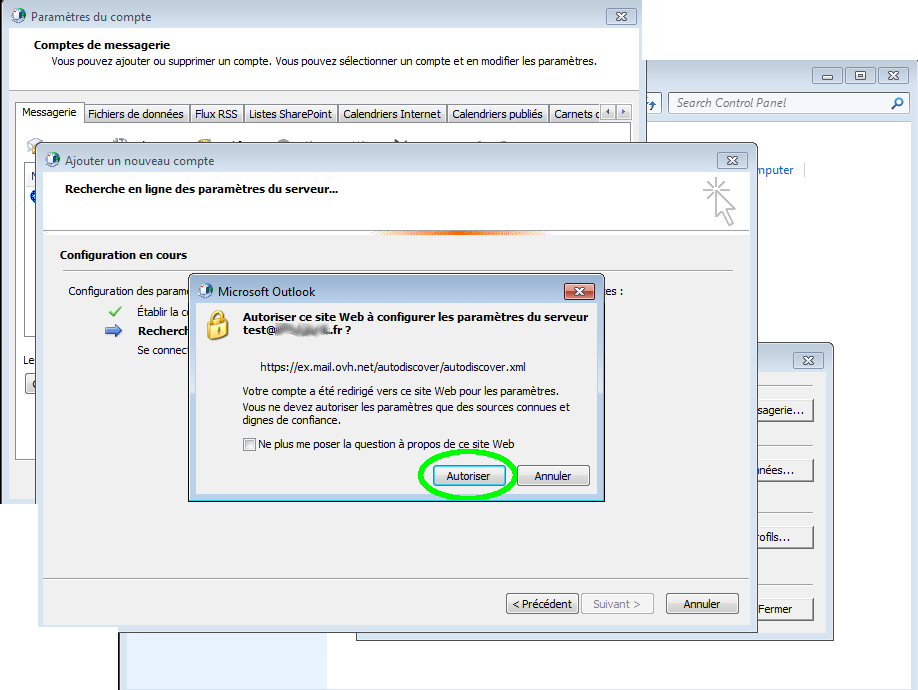 Paramètres du compte
Comptes de messagerie
Vous pouvez ajouter ou supprimer un compte. Vous pouvez sélectionner un compte et en modifier les paramètres.
Search Control Panel
Messagerie Fichiers de données Flux RSS Listes SharePoint Calendriers Internet Calendriers publiés Carnets
Ajouter un nouveau compte
mputer
Recherche en ligne des paramètres du serveur...
Configuration en cours
Configuration des param
es :
Établir la c
Recherch
Se connect
Microsoft Outlook
Autoriser ce site Web à configurer les paramètres du serveur
test@ .fr ?
https://ex.mail.ovh.net/autodiscover/autodiscover.xml
Votre compte a été redirigé vers ce site Web pour les paramètres.
Vous ne devez autoriser les paramètres que des sources connues et
dignes de confiance.
Ne plus me poser la question à propos de ce site Web
Autoriser Annuler
Le
sagerie...
nées...
ofils...
Fermer
< Précédent Suivant > Annuler